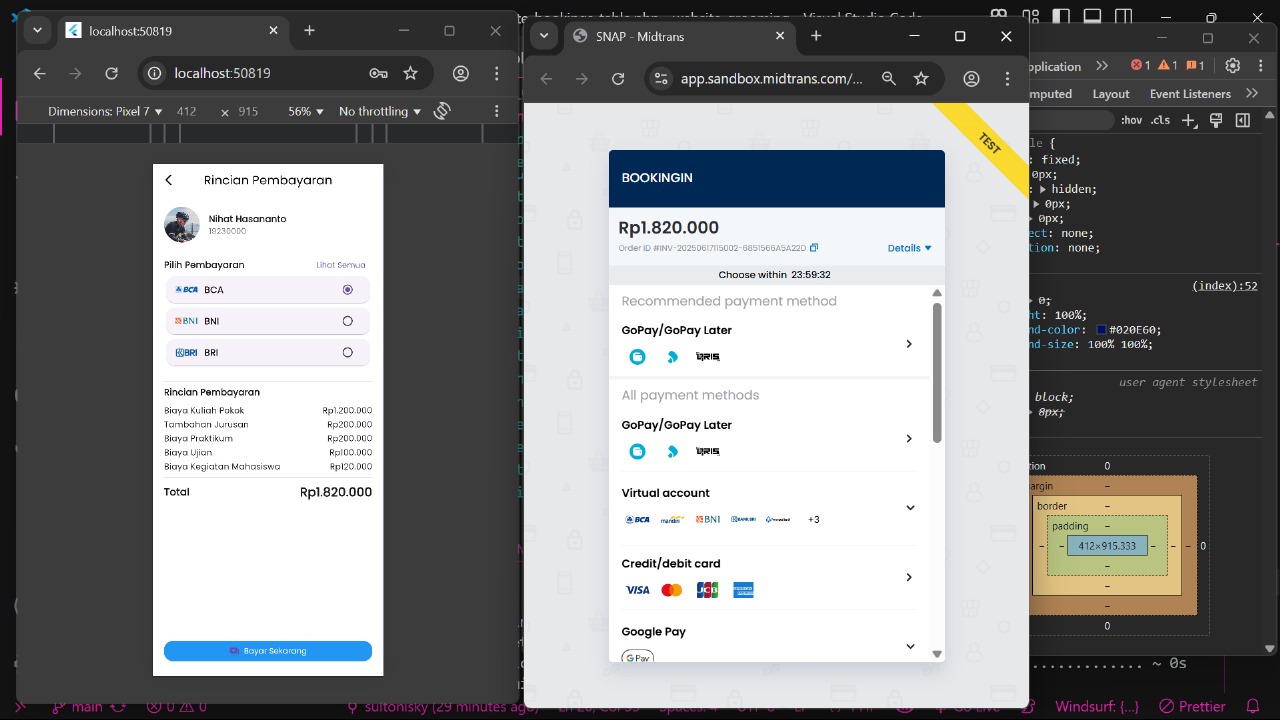 localhost:50819
localhost:50819
Dimensions: Pixel 7
412 × 915
56%
No throttling
Rincian Pembayaran
Nihat Hasananto
19230000
Pilih Pembayaran
Lihat Semua
BCA BCA
BNI BNI
BRI BRI
Rincian Pembayaran
Biaya Kuliah Pokok Rp1.200.000
Tambahan Jurusan Rp200.000
Biaya Praktikum Rp200.000
Biaya Ujian Rp100.000
Biaya Kegiatan Mahasiswa Rp120.000
Total Rp1.820.000
Bayar Sekarang
SNAP - Midtrans
app.sandbox.midtrans.com/...
TEST
BOOKINGIN
Rp1.820.000
Order ID #INV-20250617115002-6851566A5A22D
Details
Choose within 23:59:32
Recommended payment method
GoPay/GoPay Later
QRIS
All payment methods
GoPay/GoPay Later
QRIS
Virtual account
BCA mandiri BNI BANK BRI +3
Credit/debit card
VISA JCB
Google Pay
G Pay
plication 1 1 1
mputed Layout Event Listeners
:hov .cls
le {
fixed;
hidden;
0px;
ect: none;
tion: none;
(index):52
0;
ht: 100%;
nd-color: #020E60;
nd-size: 100% 100%;
user agent stylesheet
block;
8px;
tion 0
argin –
border –
padding –
– – 412×915.333 – – 0
–
–
–
0
~ 0s
main 0 0
sultonisky (29 minutes ago)
Go Live
Windsurf: {...}
Prettier